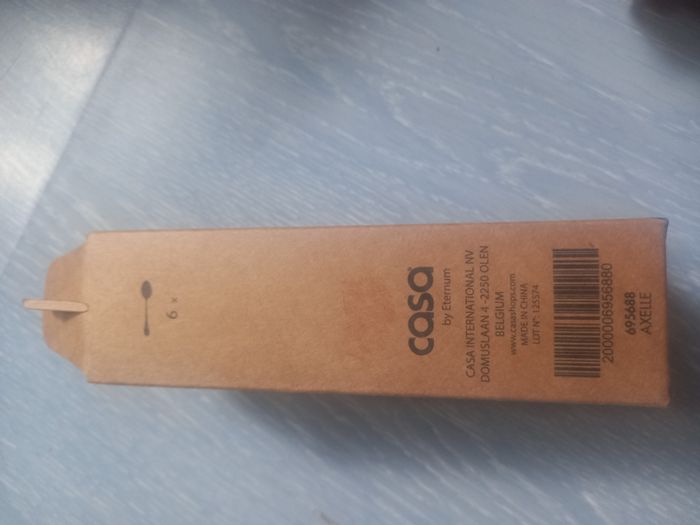 6 x
casa
by Eternum
CASA INTERNATIONAL NV
DOMUSLAAN 4 -2250 OLEN
BELGIUM
www.casashops.com
MADE IN CHINA
LOT N°: 125574
2000006956880
695688
AXELLE